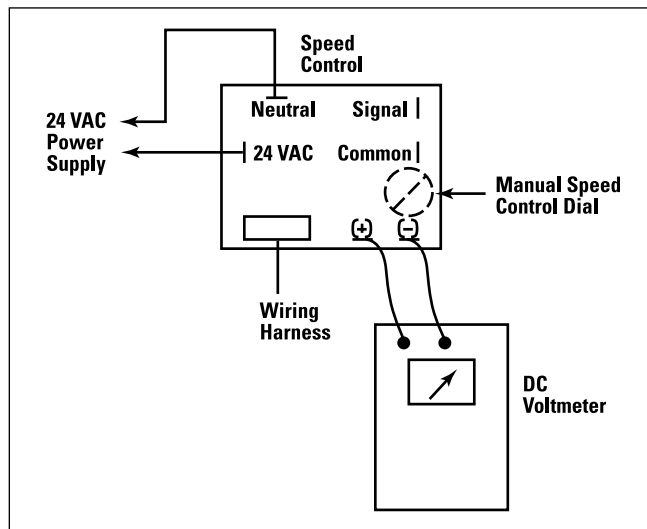 Speed
Control
Neutral
Signal
24 VAC
Power
Supply
24 VAC
Common
Manual Speed
Control Dial
(+)
(-)
Wiring
Harness
DC
Voltmeter